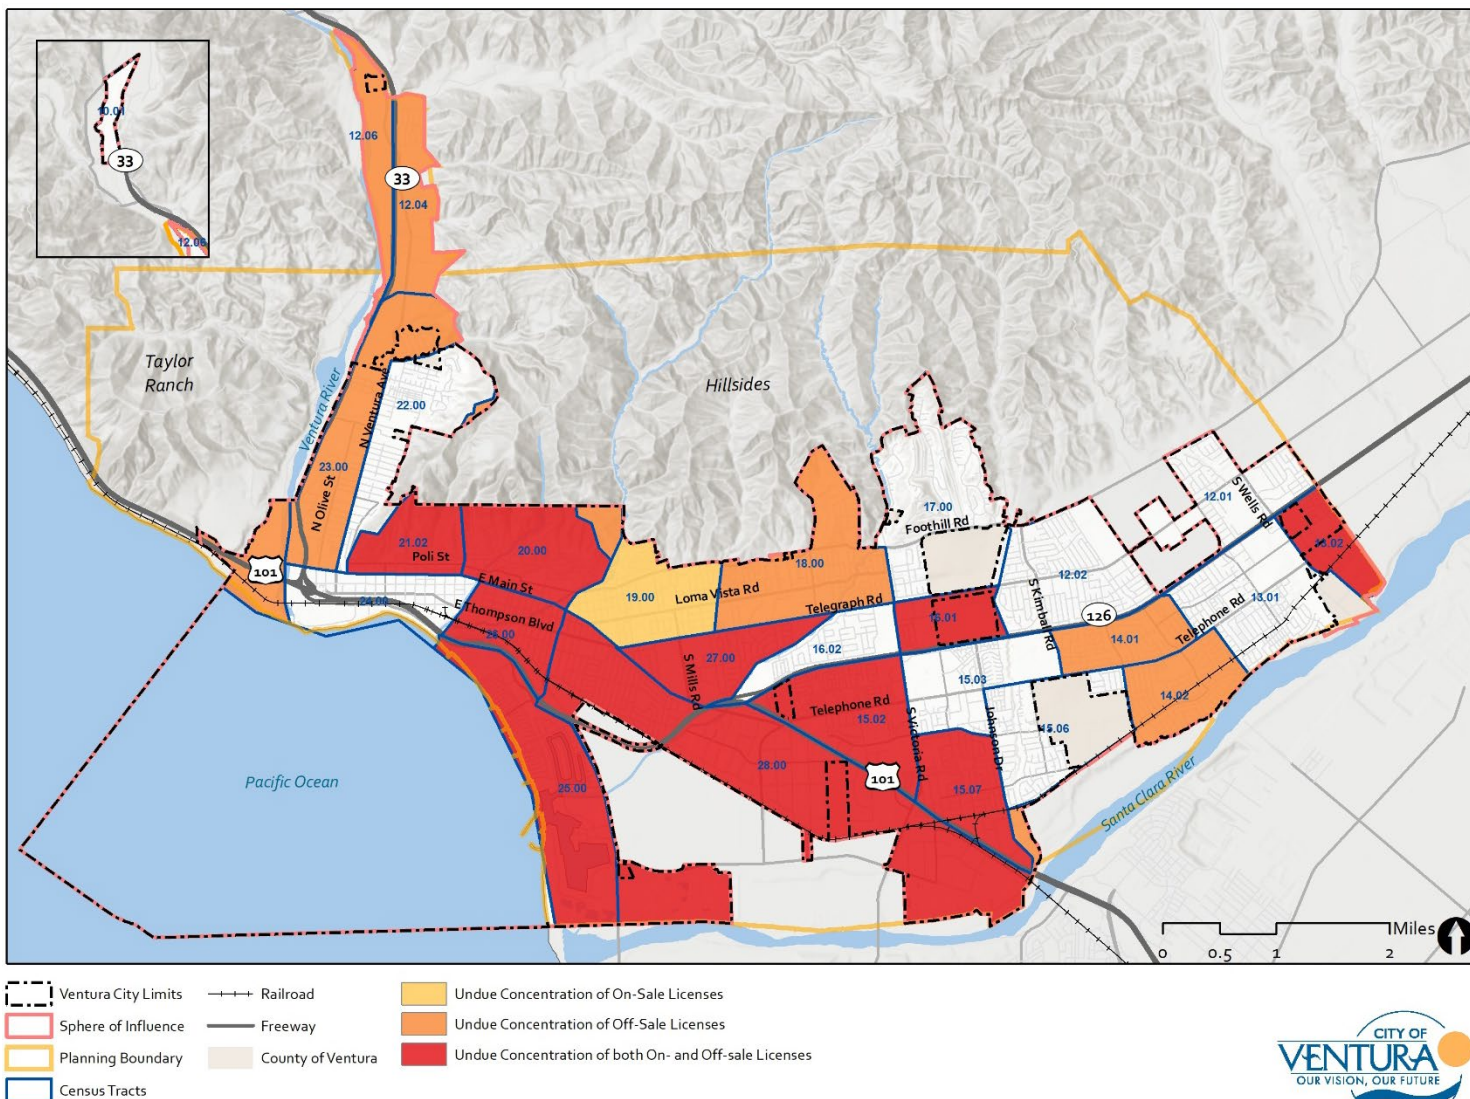 10.01
33
12.06
12.06
33
12.04
Taylor
Ranch
Hillsides
Ventura River
N Ventura Ave
22.00
23.00
N Olive St
17.00
Foothill Rd
12.01
S Wells Rd
21.02
Poli St
20.00
101
E Main St
24.00
E Thompson Blvd
19.00
Loma Vista Rd
18.00
Telegraph Rd
12.02
S Kimball Rd
126
13.01
Telephone Rd
16.01
16.02
14.01
27.00
S Mills Rd
15.03
14.02
Telephone Rd
15.02
S Victoria Rd
Johnson Dr
15.06
28.00
101
15.07
Pacific Ocean
Santa Clara River
Miles
0 0.5 1 2
Ventura City Limits
Sphere of Influence
Planning Boundary
Census Tracts
Railroad
Freeway
County of Ventura
Undue Concentration of On-Sale Licenses
Undue Concentration of Off-Sale Licenses
Undue Concentration of both On- and Off-sale Licenses
CITY OF
VENTURA
OUR VISION, OUR FUTURE